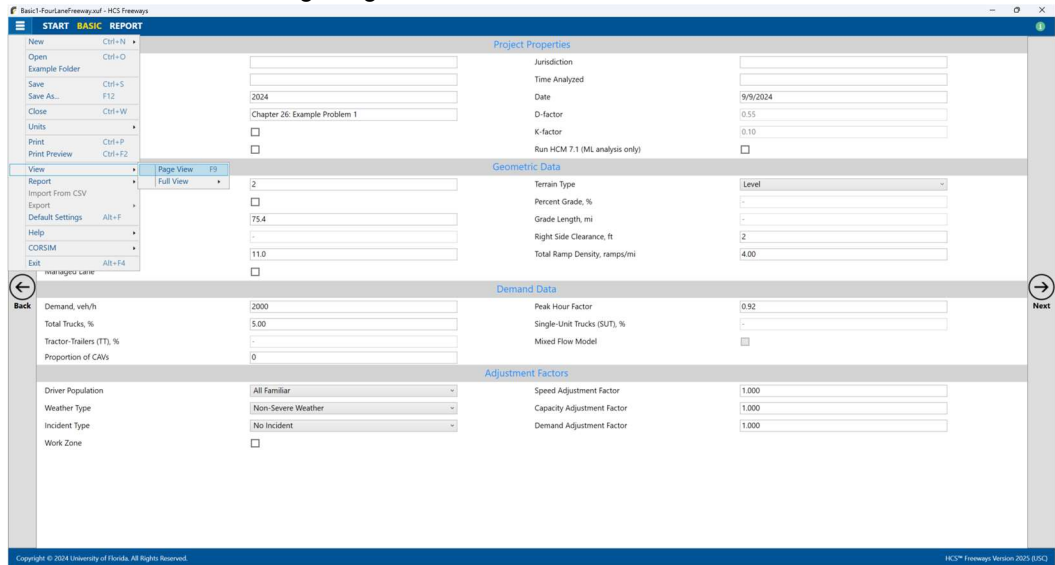 Basic1-FourLaneFreeway.xuf - HCS Freeways
START BASIC REPORT
New Ctrl+N
Project Properties
Open Ctrl+O
Jurisdiction
Example Folder
Time Analyzed
Save Ctrl+S
Save As... F12
2024 Date 9/9/2024
Close Ctrl+W
Chapter 26: Example Problem 1 D-factor 0.55
Units
K-factor 0.10
Print Ctrl+P
Print Preview Ctrl+F2
Run HCM 7.1 (ML analysis only)
View Page View F9
Geometric Data
Report Full View
2 Terrain Type Level
Import From CSV
Export
Percent Grade, % -
Default Settings Alt+F
75.4 Grade Length, mi -
Help
- Right Side Clearance, ft 2
CORSIM
11.0 Total Ramp Density, ramps/mi 4.00
Exit Alt+F4
Managed Lane
Demand Data
Back
Next
Demand, veh/h 2000 Peak Hour Factor 0.92
Total Trucks, % 5.00 Single-Unit Trucks (SUT), % -
Tractor-Trailers (TT), % - Mixed Flow Model
Proportion of CAVs 0
Adjustment Factors
Driver Population All Familiar Speed Adjustment Factor 1.000
Weather Type Non-Severe Weather Capacity Adjustment Factor 1.000
Incident Type No Incident Demand Adjustment Factor 1.000
Work Zone
Copyright © 2024 University of Florida. All Rights Reserved. HCS™ Freeways Version 2025 (USC)